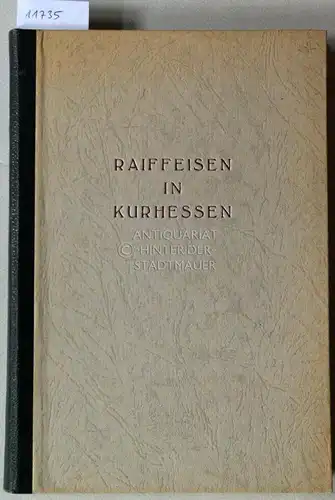 11735
RAIFFEISEN
IN
KURHESSEN
ANTIQUARIAT
© HINTER DER
STADTMAUER